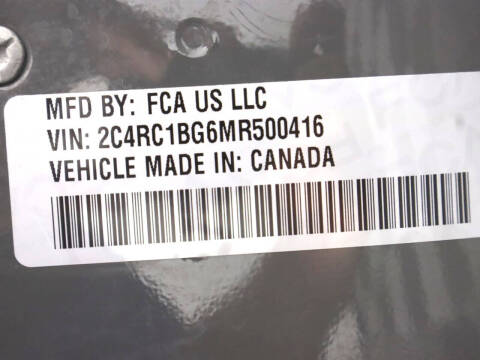 MFD BY: FCA US LLC
VIN: 2C4RC1BG6MR500416
VEHICLE MADE IN: CANADA